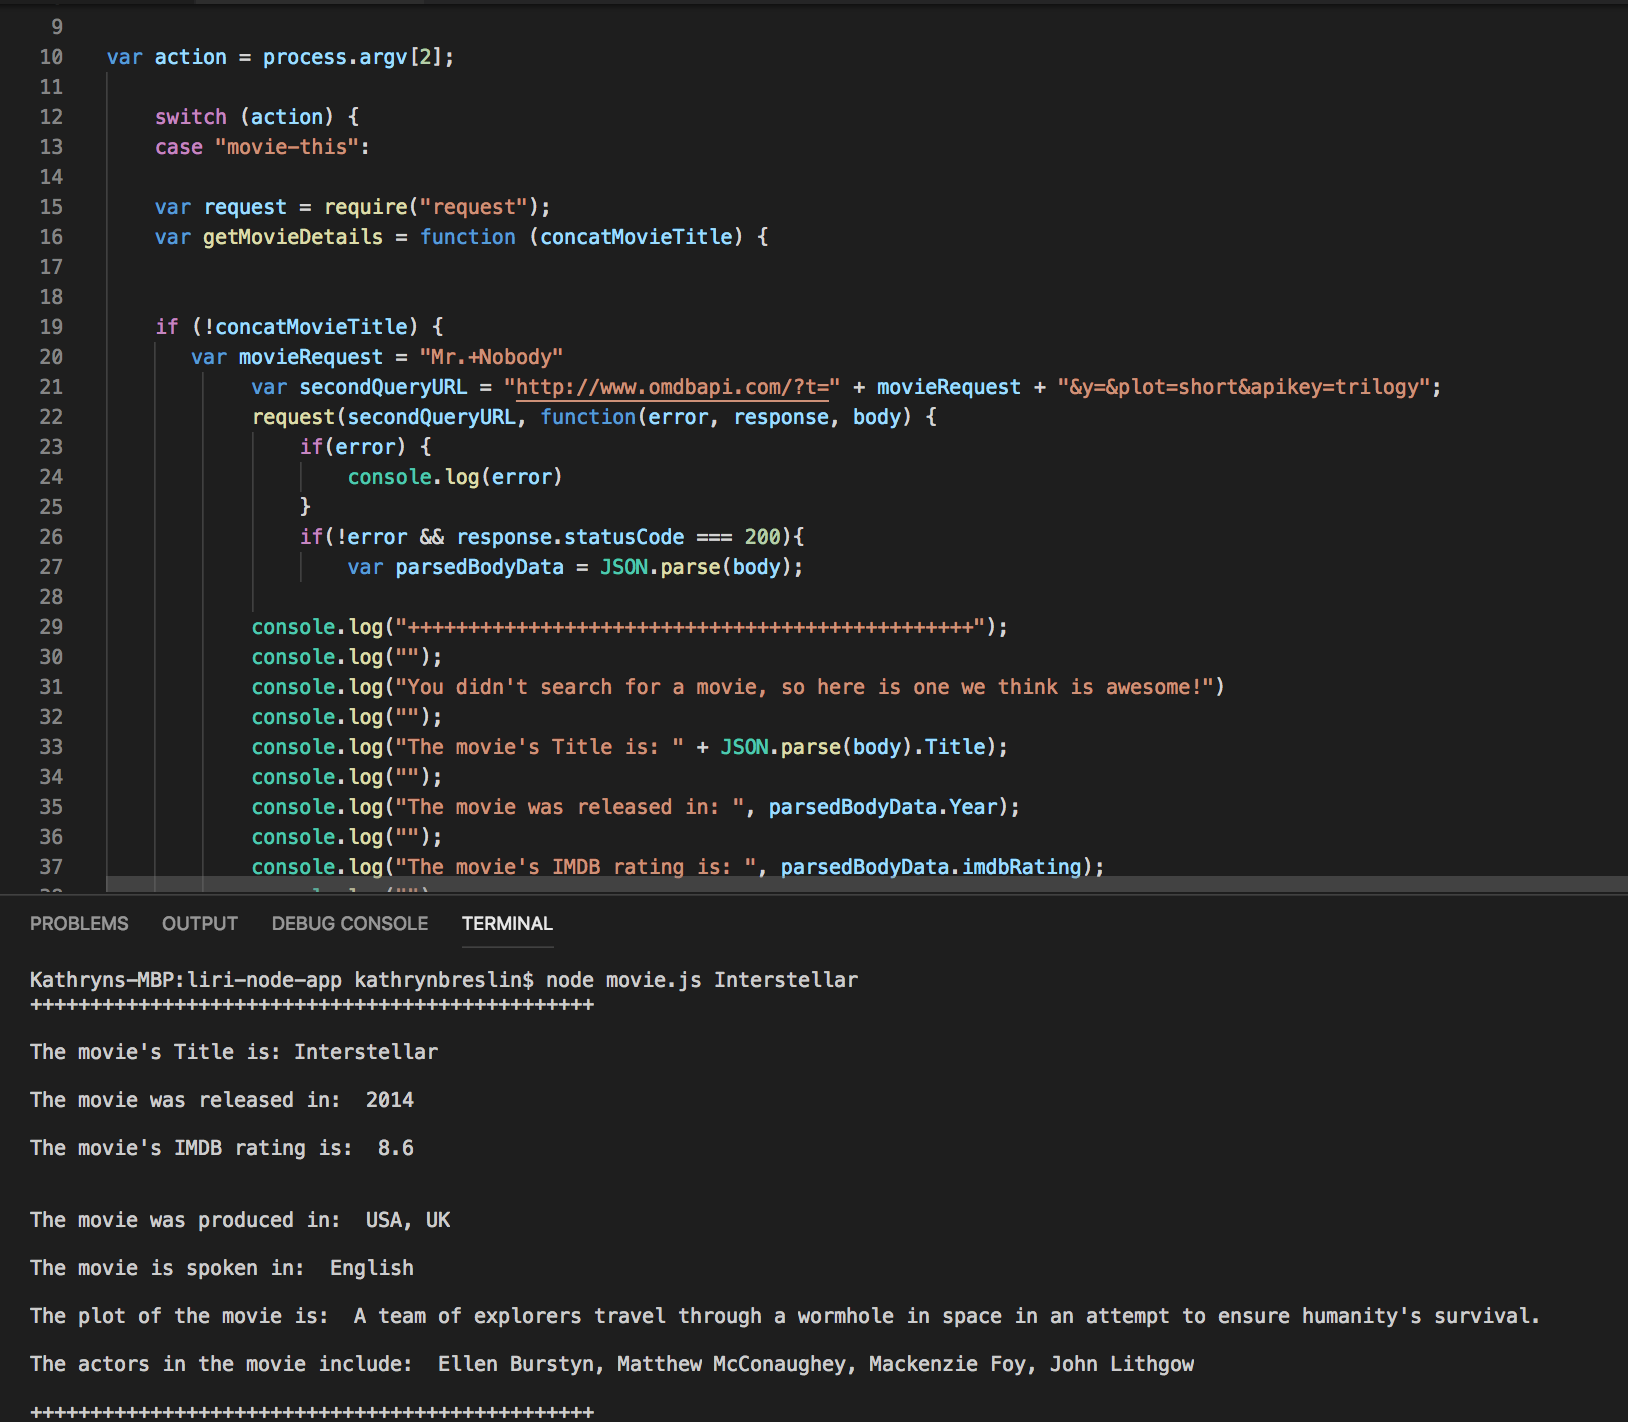 9
10 var action = process.argv[2];
11
12 switch (action) {
13 case "movie-this":
14
15 var request = require("request");
16 var getMovieDetails = function (concatMovieTitle) {
17
18
19 if (!concatMovieTitle) {
20 var movieRequest = "Mr.+Nobody"
21 var secondQueryURL = "http://www.omdbapi.com/?t=" + movieRequest + "&y=&plot=short&apikey=trilogy";
22 request(secondQueryURL, function(error, response, body) {
23 if(error) {
24 console.log(error)
25 }
26 if(!error && response.statusCode === 200){
27 var parsedBodyData = JSON.parse(body);
28
29 console.log("+++++++++++++++++++++++++++++++++++++++++++++++");
30 console.log("");
31 console.log("You didn't search for a movie, so here is one we think is awesome!")
32 console.log("");
33 console.log("The movie's Title is: " + JSON.parse(body).Title);
34 console.log("");
35 console.log("The movie was released in: ", parsedBodyData.Year);
36 console.log("");
37 console.log("The movie's IMDB rating is: ", parsedBodyData.imdbRating);
PROBLEMS OUTPUT DEBUG CONSOLE TERMINAL
Kathryns-MBP:liri-node-app kathrynbreslin$ node movie.js Interstellar
+++++++++++++++++++++++++++++++++++++++++++++++
The movie's Title is: Interstellar
The movie was released in:  2014
The movie's IMDB rating is:  8.6
The movie was produced in:  USA, UK
The movie is spoken in:  English
The plot of the movie is:  A team of explorers travel through a wormhole in space in an attempt to ensure humanity's survival.
The actors in the movie include:  Ellen Burstyn, Matthew McConaughey, Mackenzie Foy, John Lithgow
+++++++++++++++++++++++++++++++++++++++++++++++